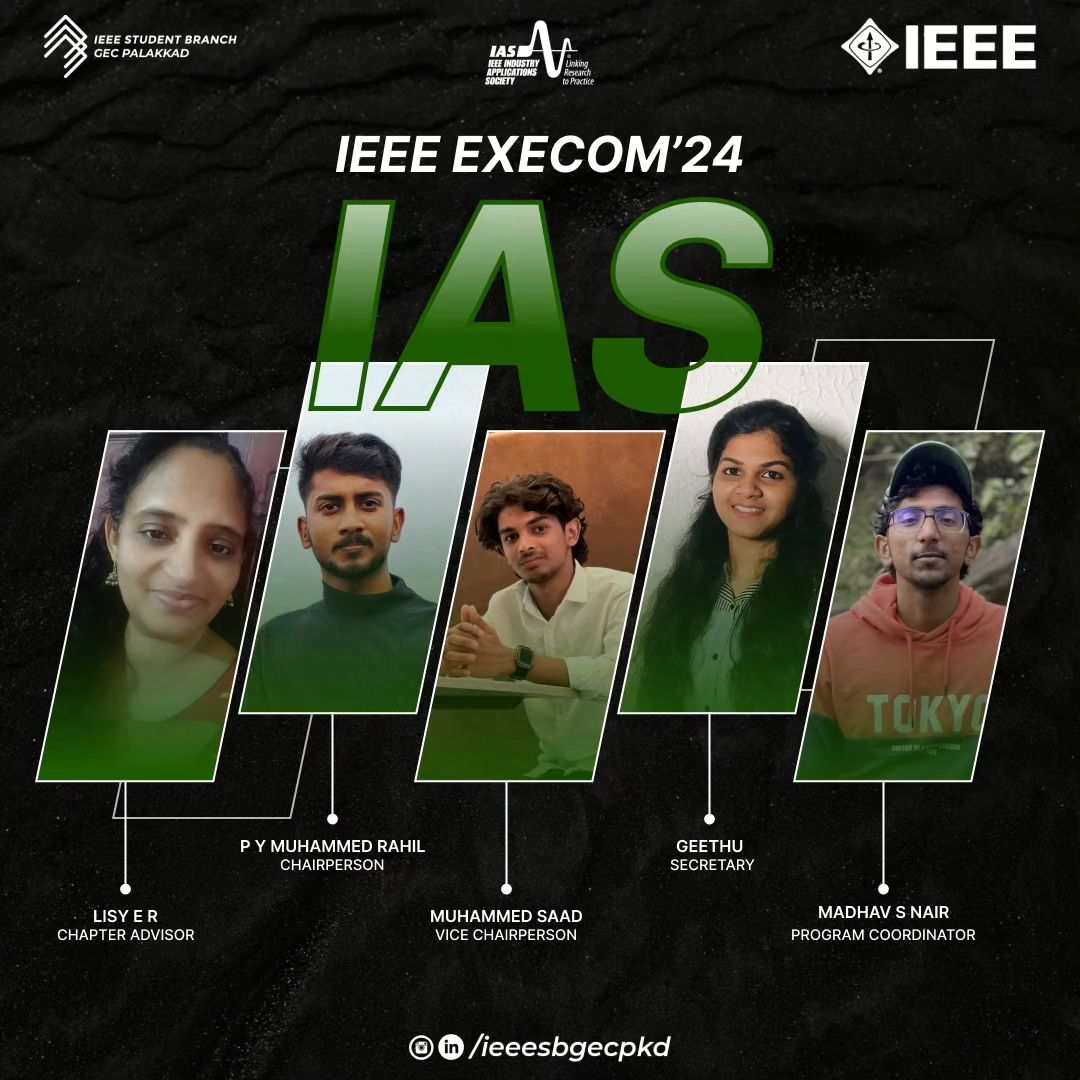 IEEE STUDENT BRANCH
GEC PALAKKAD
IAS
IEEE INDUSTRY
APPLICATIONS
SOCIETY
Linking
Research
to Practice
IEEE
IEEE EXECOM’24
IAS
TOKYO
P Y MUHAMMED RAHIL
CHAIRPERSON
GEETHU
SECRETARY
LISY E R
CHAPTER ADVISOR
MUHAMMED SAAD
VICE CHAIRPERSON
MADHAV S NAIR
PROGRAM COORDINATOR
in /ieeesbgecpkd